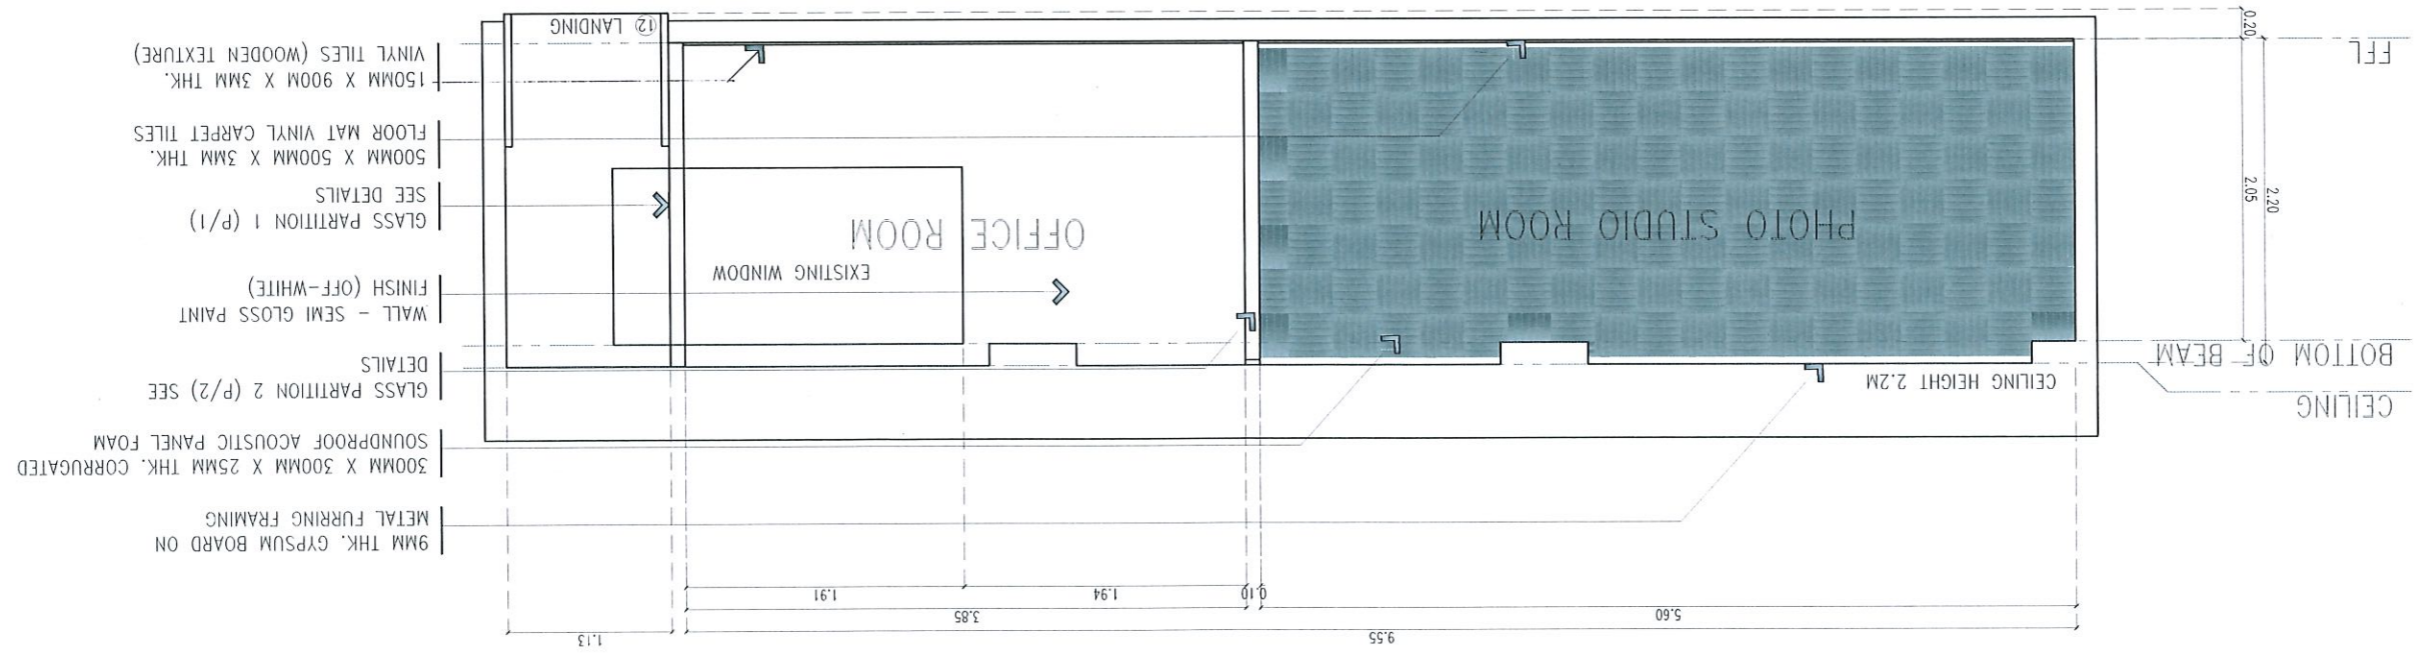 9.55
1.13
5.60
3.85
0.10
1.94
1.91
9MM THK. GYPSUM BOARD ON
METAL FURRING FRAMING
300MM X 300MM X 25MM THK. CORRUGATED
SOUNDPROOF ACOUSTIC PANEL FOAM
GLASS PARTITION 2 (P/2) SEE
DETAILS
WALL - SEMI GLOSS PAINT
FINISH (OFF-WHITE)
GLASS PARTITION 1 (P/1)
SEE DETAILS
500MM X 500MM X 3MM THK.
FLOOR MAT VINYL CARPET TILES
150MM X 900M X 3MM THK.
VINYL TILES (WOODEN TEXTURE)
CEILING
CEILING HEIGHT 2.2M
BOTTOM OF BEAM
EXISTING WINDOW
PHOTO STUDIO ROOM
OFFICE ROOM
2.20
2.05
FFL
0.20
12 LANDING